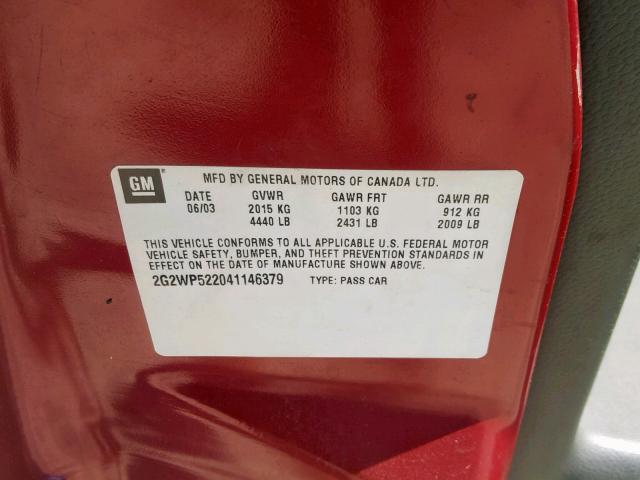 GM
MFD BY GENERAL MOTORS OF CANADA LTD.
DATE GVWR GAWR FRT GAWR RR
06/03 2015 KG 1103 KG 912 KG
4440 LB 2431 LB 2009 LB
THIS VEHICLE CONFORMS TO ALL APPLICABLE U.S. FEDERAL MOTOR
VEHICLE SAFETY, BUMPER, AND THEFT PREVENTION STANDARDS IN
EFFECT ON THE DATE OF MANUFACTURE SHOWN ABOVE.
2G2WP522041146379 TYPE: PASS CAR